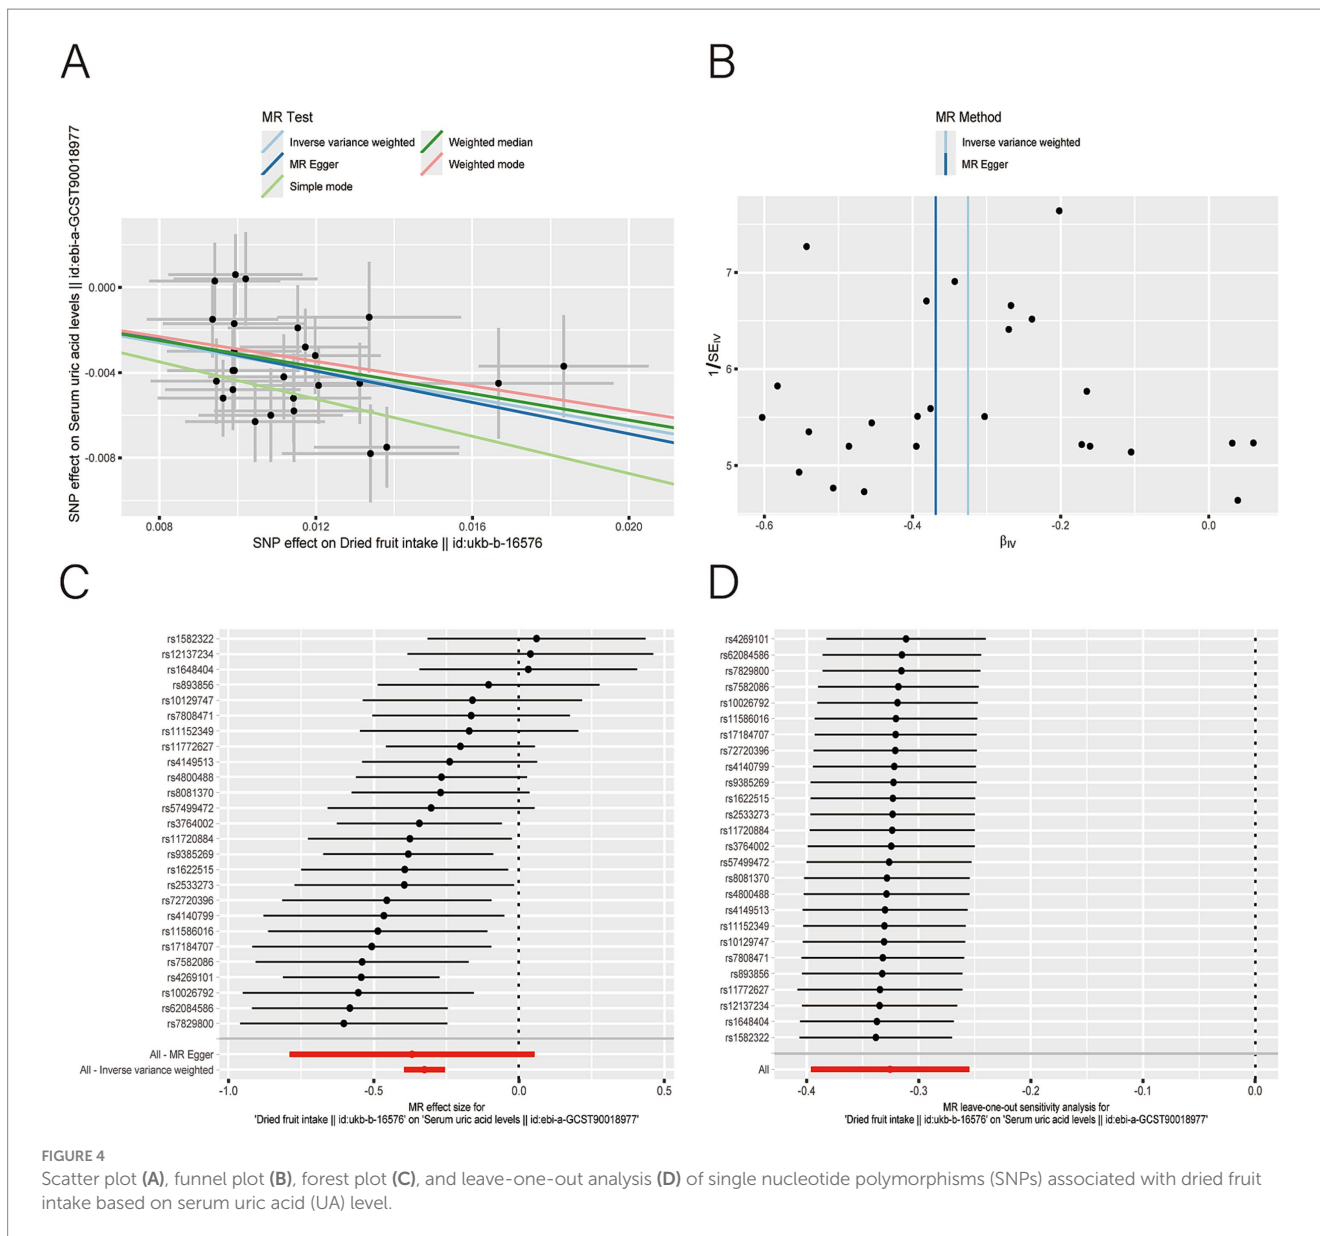 A
MR Test
Inverse variance weighted
Weighted median
MR Egger
Weighted mode
Simple mode
SNP effect on Serum uric acid levels || id:ebi-a-GCST90018977
0.000
-0.004
-0.008
0.008
0.012
0.016
0.020
SNP effect on Dried fruit intake || id:ukb-b-16576
B
MR Method
Inverse variance weighted
MR Egger
1/SEIV
7
6
5
-0.6
-0.4
-0.2
0.0
βIV
C
rs1582322
rs12137234
rs1648404
rs893856
rs10129747
rs7808471
rs11152349
rs11772627
rs4149513
rs4800488
rs8081370
rs57499472
rs3764002
rs11720884
rs9385269
rs1622515
rs2533273
rs72720396
rs4140799
rs11586016
rs17184707
rs7582086
rs4269101
rs10026792
rs62084586
rs7829800
All - MR Egger
All - Inverse variance weighted
-1.0
-0.5
0.0
0.5
MR effect size for
'Dried fruit intake || id:ukb-b-16576' on 'Serum uric acid levels || id:ebi-a-GCST90018977'
D
rs4269101
rs62084586
rs7829800
rs7582086
rs10026792
rs11586016
rs17184707
rs72720396
rs4140799
rs9385269
rs1622515
rs2533273
rs11720884
rs3764002
rs57499472
rs8081370
rs4800488
rs4149513
rs11152349
rs10129747
rs7808471
rs893856
rs11772627
rs12137234
rs1648404
rs1582322
All
-0.4
-0.3
-0.2
-0.1
0.0
MR leave-one-out sensitivity analysis for
'Dried fruit intake || id:ukb-b-16576' on 'Serum uric acid levels || id:ebi-a-GCST90018977'
FIGURE 4
Scatter plot (A), funnel plot (B), forest plot (C), and leave-one-out analysis (D) of single nucleotide polymorphisms (SNPs) associated with dried fruit
intake based on serum uric acid (UA) level.